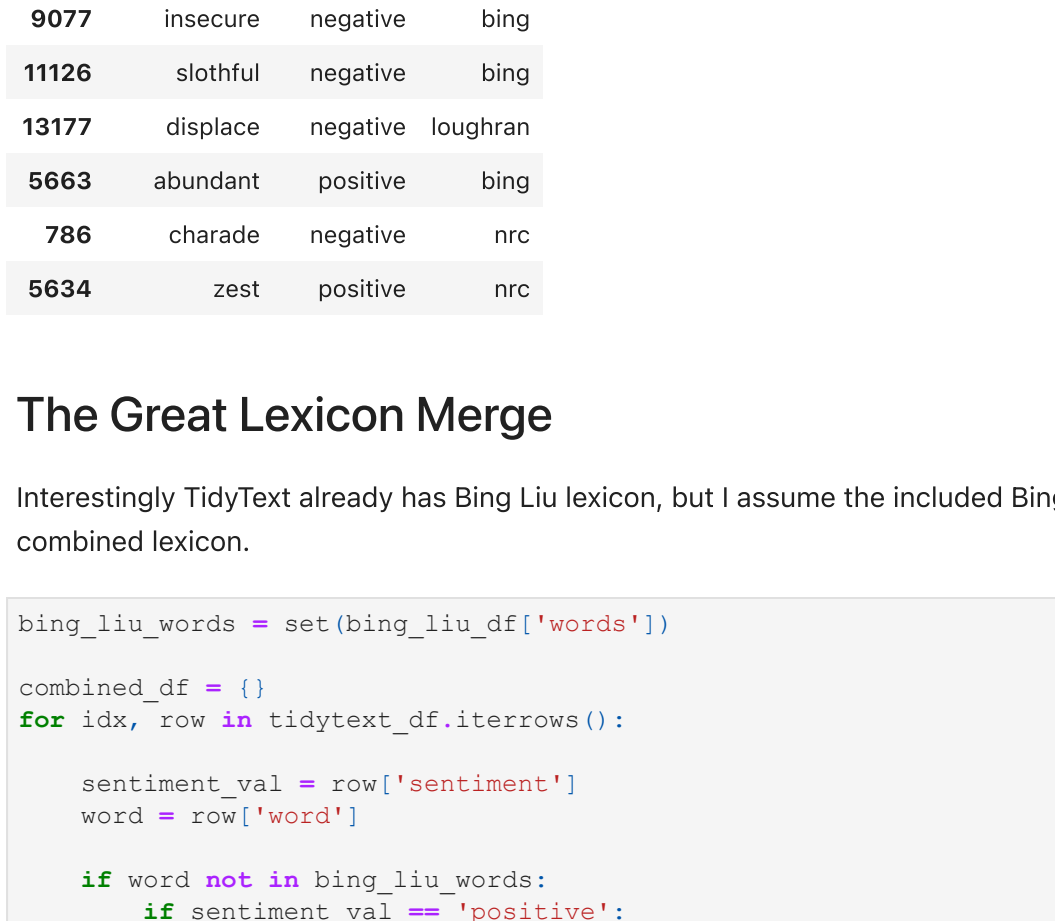 9077 insecure negative bing
11126 slothful negative bing
13177 displace negative loughran
5663 abundant positive bing
786 charade negative nrc
5634 zest positive nrc
The Great Lexicon Merge
Interestingly TidyText already has Bing Liu lexicon, but I assume the included Bing
combined lexicon.
bing_liu_words = set(bing_liu_df['words'])
combined_df = {}
for idx, row in tidytext_df.iterrows():
    sentiment_val = row['sentiment']
    word = row['word']
    if word not in bing_liu_words:
        if sentiment_val == 'positive':